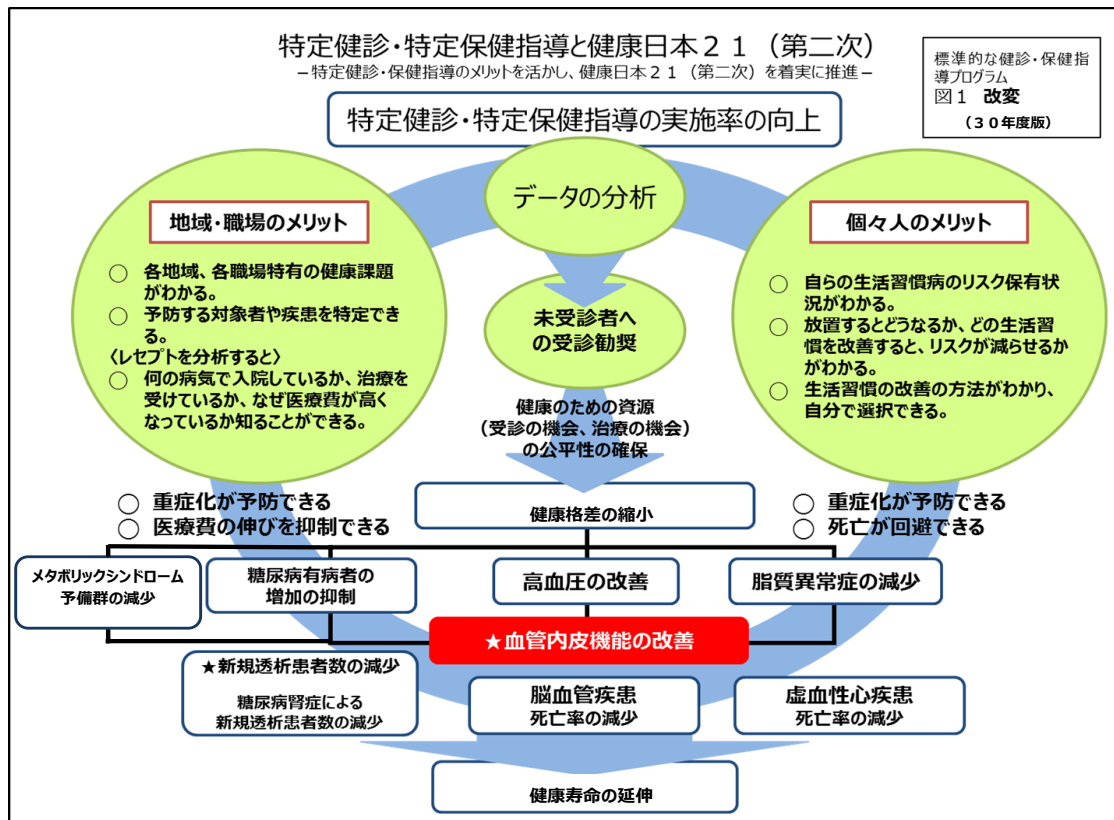 特定健診・特定保健指導と健康日本２１（第二次）
－特定健診・保健指導のメリットを活かし、健康日本２１（第二次）を着実に推進－
標準的な健診・保健指
導プログラム
図１ 改変
（３０年度版）
特定健診・特定保健指導の実施率の向上
データの分析
地域・職場のメリット
○ 各地域、各職場特有の健康課題
がわかる。
○ 予防する対象者や疾患を特定でき
る。
〈レセプトを分析すると〉
○ 何の病気で入院しているか、治療を
受けているか、なぜ医療費が高く
なっているか知ることができる。
個々人のメリット
○ 自らの生活習慣病のリスク保有状
況がわかる。
○ 放置するとどうなるか、どの生活習
慣を改善すると、リスクが減らせるか
がわかる。
○ 生活習慣の改善の方法がわかり、
自分で選択できる。
未受診者へ
の受診勧奨
健康のための資源
（受診の機会、治療の機会）
の公平性の確保
○ 重症化が予防できる
○ 医療費の伸びを抑制できる
○ 重症化が予防できる
○ 死亡が回避できる
健康格差の縮小
メタボリックシンドローム
予備群の減少
糖尿病有病者の
増加の抑制
高血圧の改善
脂質異常症の減少
★血管内皮機能の改善
★新規透析患者数の減少
糖尿病腎症による
新規透析患者数の減少
脳血管疾患
死亡率の減少
虚血性心疾患
死亡率の減少
健康寿命の延伸